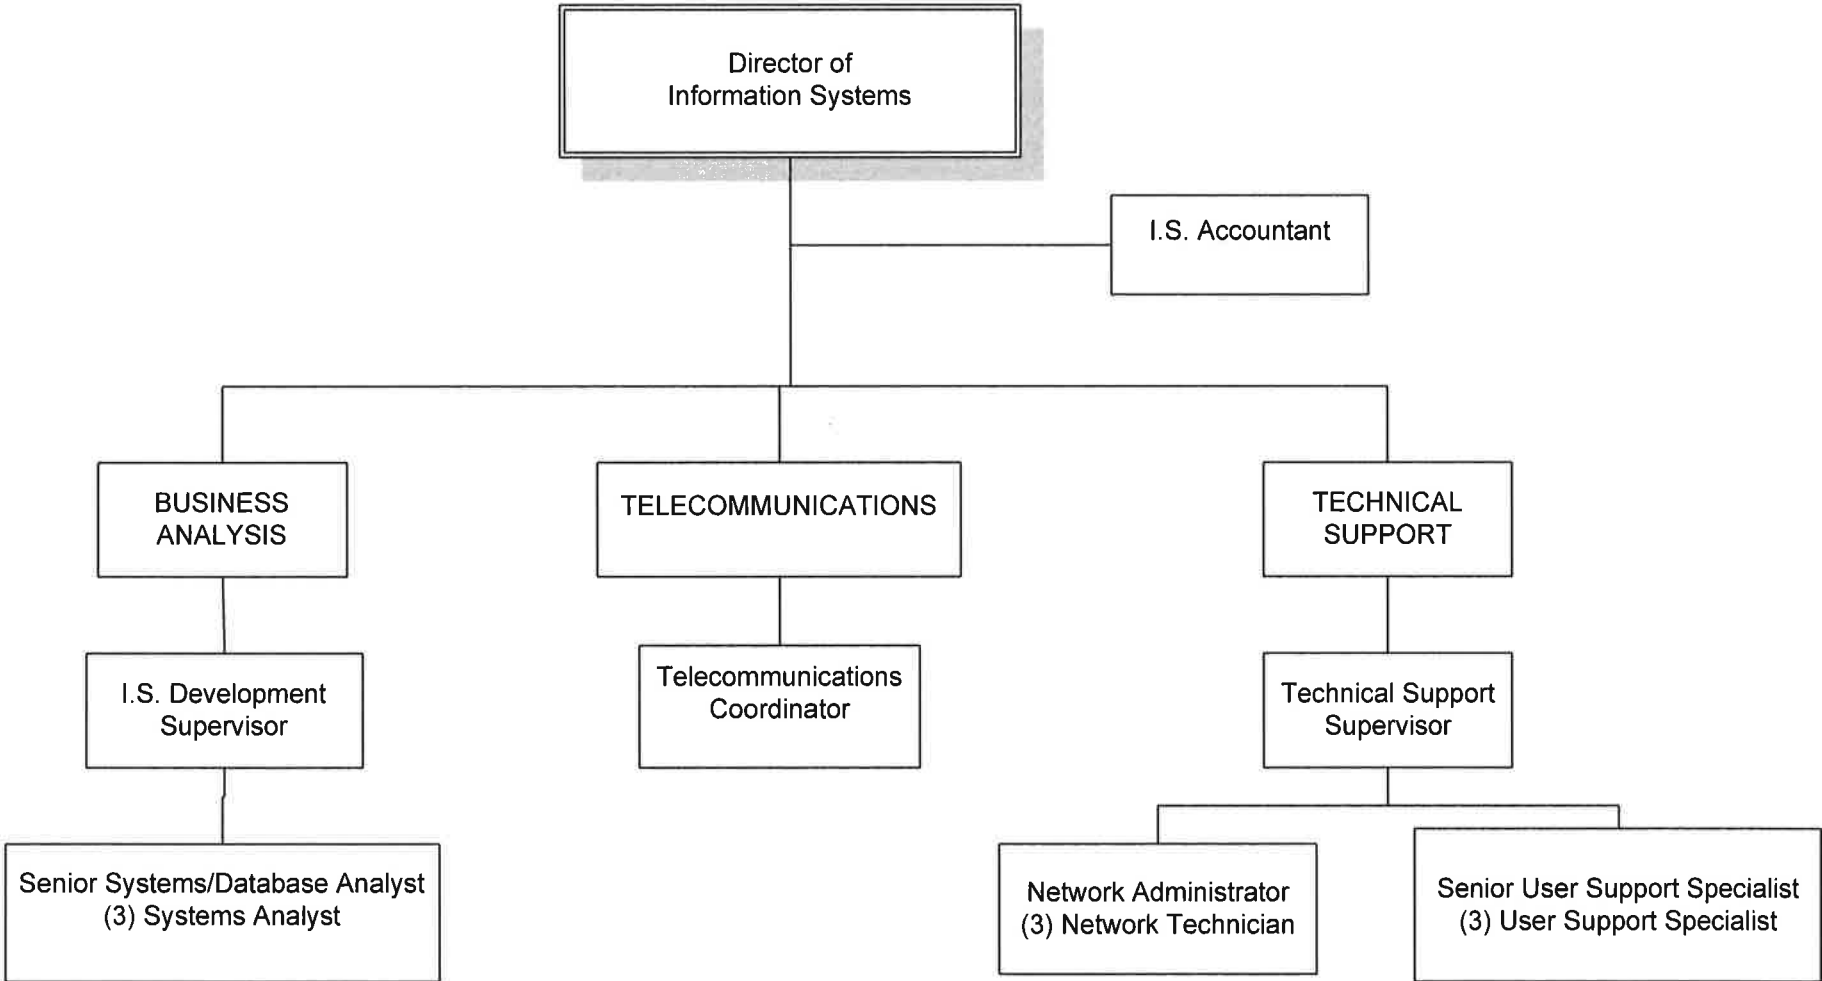 Director of
Information Systems
I.S. Accountant
BUSINESS
ANALYSIS
TELECOMMUNICATIONS
TECHNICAL
SUPPORT
I.S. Development
Supervisor
Telecommunications
Coordinator
Technical Support
Supervisor
Senior Systems/Database Analyst
(3) Systems Analyst
Network Administrator
(3) Network Technician
Senior User Support Specialist
(3) User Support Specialist